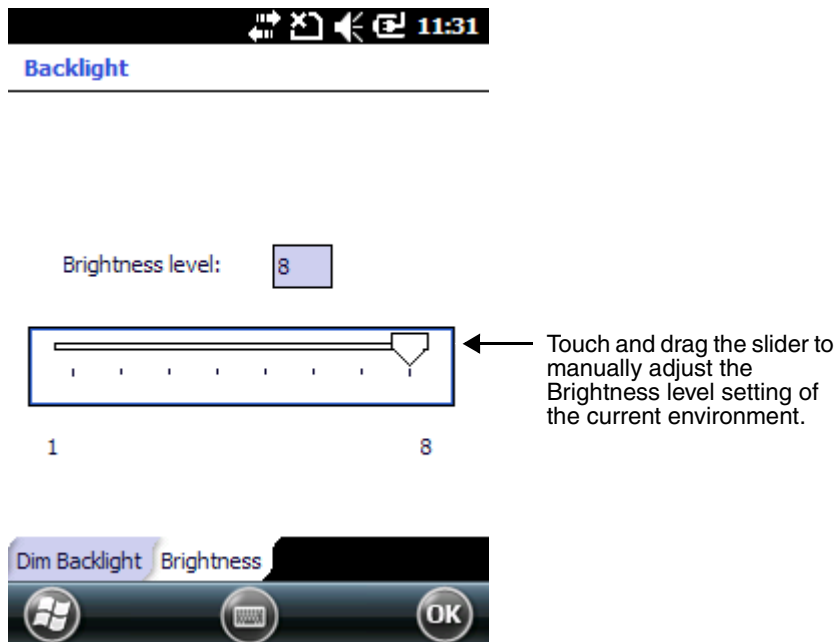 11:31
Backlight
Brightness level: 8
Touch and drag the slider to
manually adjust the
Brightness level setting of
the current environment.
1 8
Dim Backlight Brightness
OK